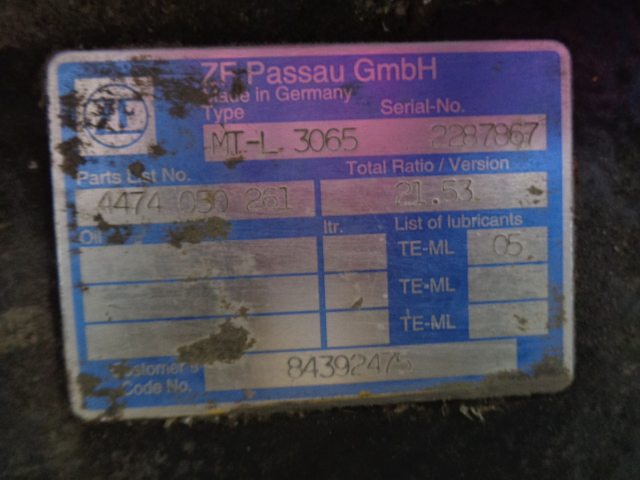 ZF Passau GmbH
ZF
Made in Germany
Type Serial-No.
MT-L 3065 2287867
Parts List No. Total Ratio / Version
4474 050 261 21.53
Oil ltr. List of lubricants
TE-ML 05
TE-ML
TE-ML
Customer's 84392475
Code No.